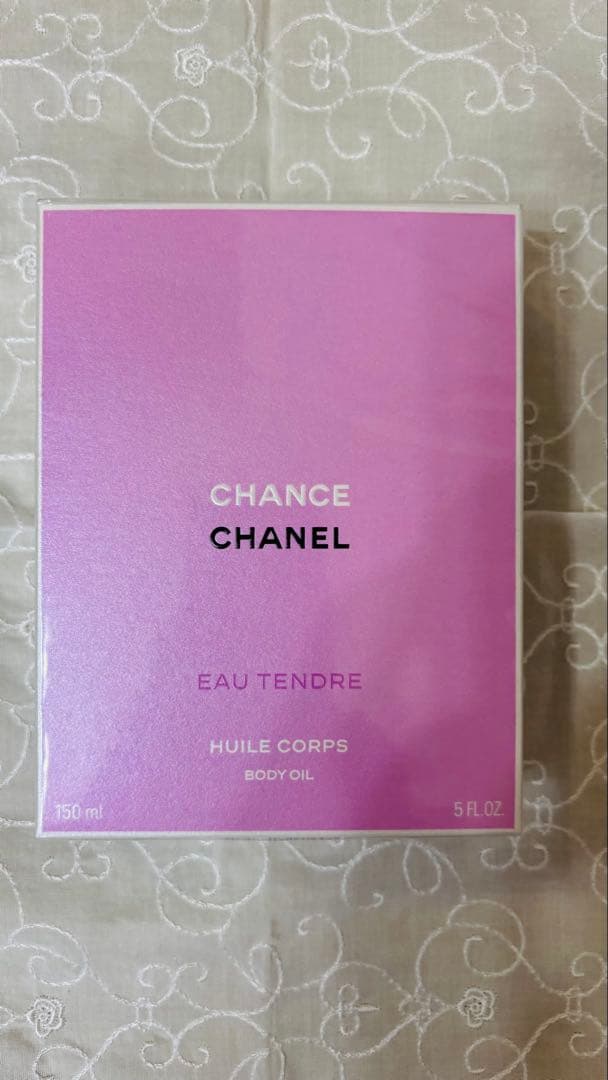 CHANCE
CHANEL
EAU TENDRE
HUILE CORPS
BODY OIL
150 ml
5 FL.OZ.